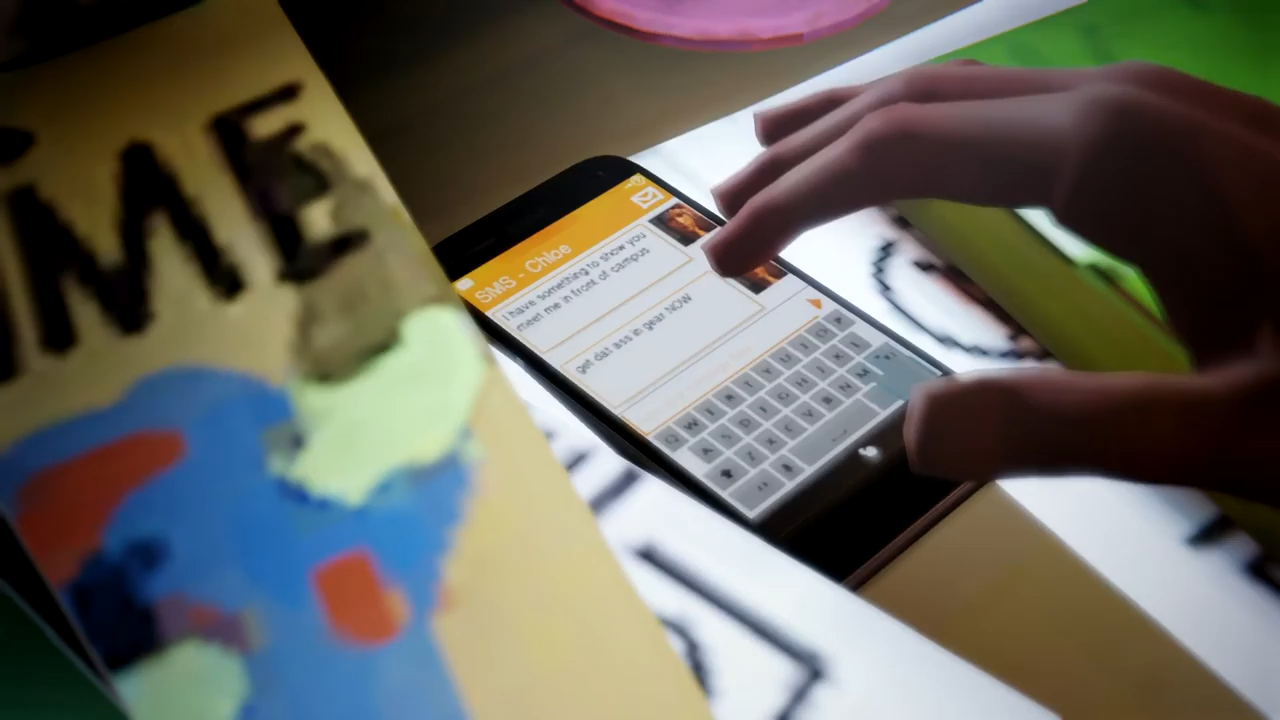 ME
SMS - Chloe
I have something to show you
meet me in front of campus
get dat ass in gear NOW